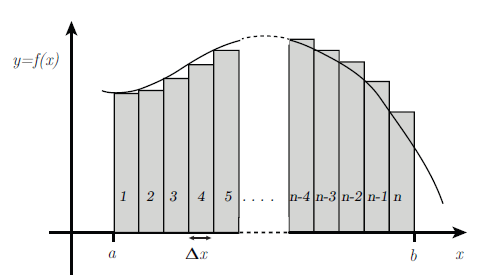 y=f(x)
1 2 3 4 5 .... n-4 n-3 n-2 n-1 n
a Δx b x